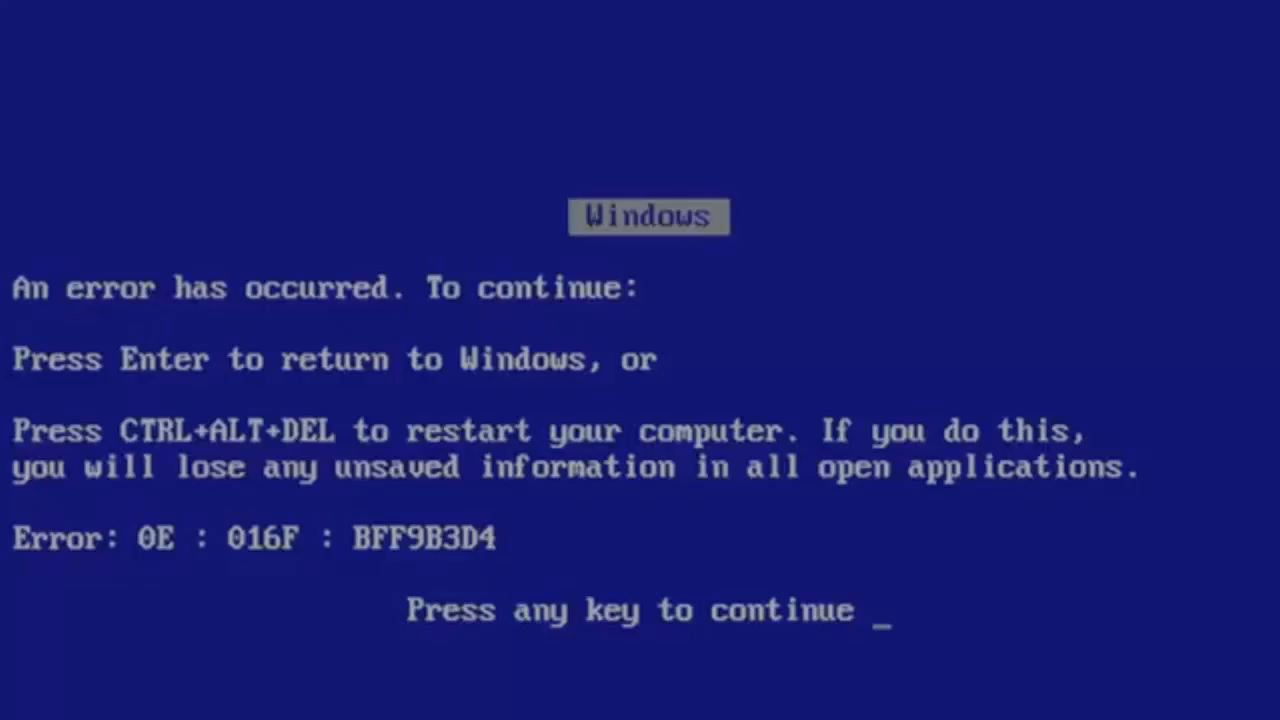 Windows
An error has occurred. To continue:
Press Enter to return to Windows, or
Press CTRL+ALT+DEL to restart your computer. If you do this,
you will lose any unsaved information in all open applications.
Error: 0E : 016F : BFF9B3D4
Press any key to continue _